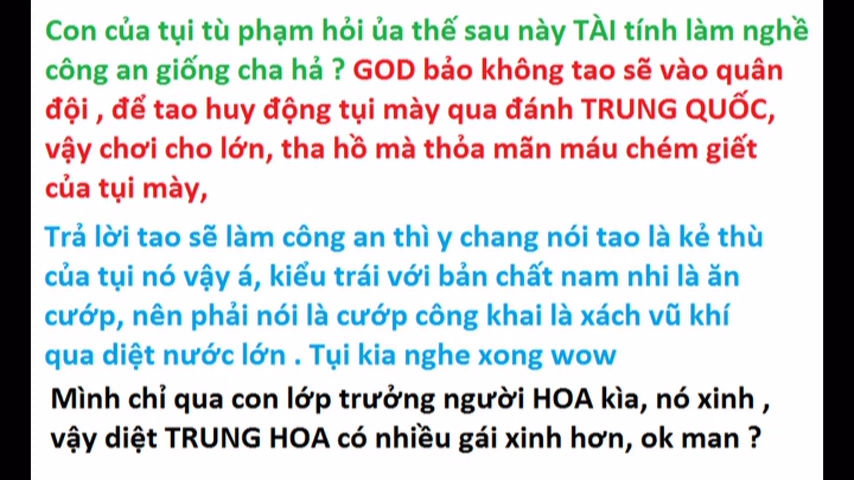 Con của tụi tù phạm hỏi ủa thế sau này TÀI tính làm nghề
công an giống cha hả ? GOD bảo không tao sẽ vào quân
đội , để tao huy động tụi mày qua đánh TRUNG QUỐC,
vậy chơi cho lớn, tha hồ mà thỏa mãn máu chém giết
của tụi mày,
Trả lời tao sẽ làm công an thì y chang nói tao là kẻ thù
của tụi nó vậy á, kiểu trái với bản chất nam nhi là ăn
cướp, nên phải nói là cướp công khai là xách vũ khí
qua diệt nước lớn . Tụi kia nghe xong wow
Mình chỉ qua con lớp trưởng người HOA kìa, nó xinh ,
vậy diệt TRUNG HOA có nhiều gái xinh hơn, ok man ?